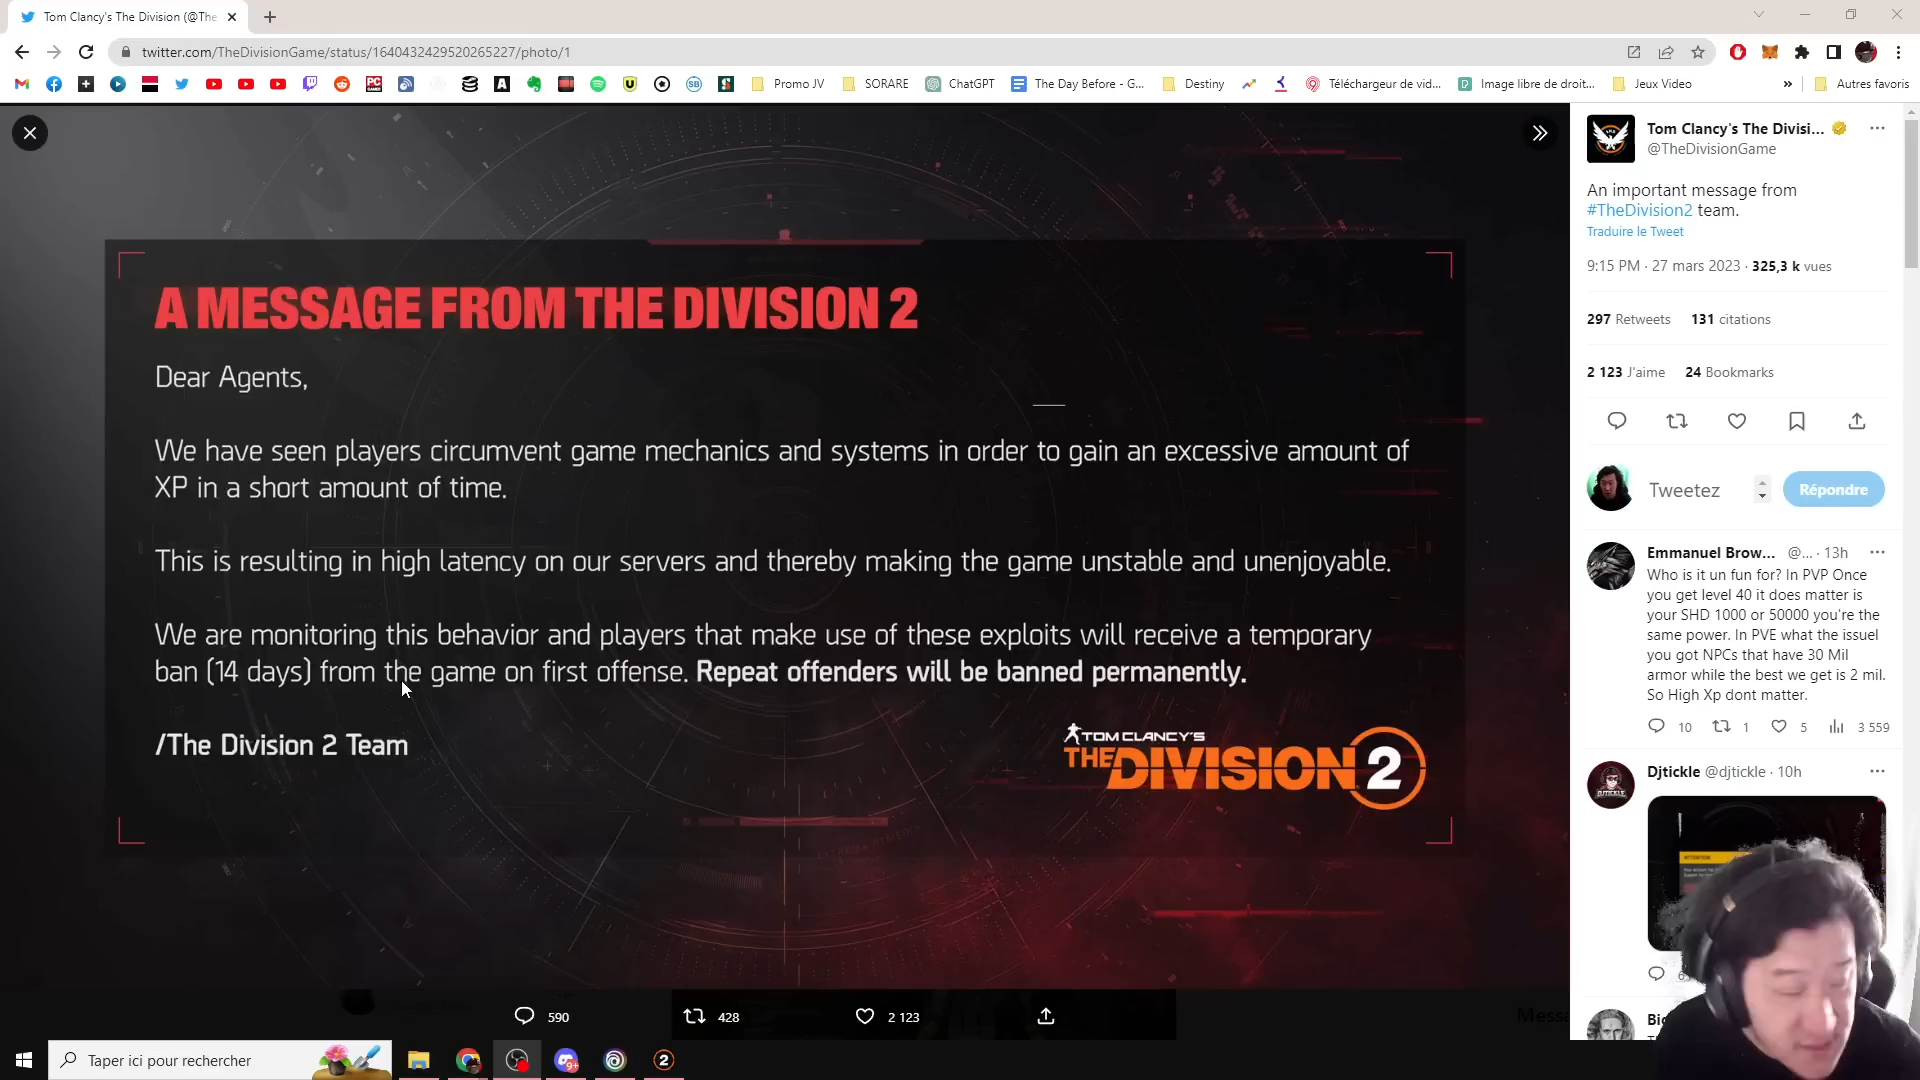 Tom Clancy's The Division (@The
twitter.com/TheDivisionGame/status/1640432429520265227/photo/1
Promo JV
SORARE
ChatGPT
The Day Before - G...
Destiny
Téléchargeur de vid...
Image libre de droit...
Jeux Video
Autres favoris
A MESSAGE FROM THE DIVISION 2
Dear Agents,
We have seen players circumvent game mechanics and systems in order to gain an excessive amount of
XP in a short amount of time.
This is resulting in high latency on our servers and thereby making the game unstable and unenjoyable.
We are monitoring this behavior and players that make use of these exploits will receive a temporary
ban (14 days) from the game on first offense. Repeat offenders will be banned permanently.
/The Division 2 Team
TOM CLANCY'S
THE DIVISION 2
590
428
2 123
Tom Clancy's The Divisi...
@TheDivisionGame
An important message from
#TheDivision2 team.
Traduire le Tweet
9:15 PM · 27 mars 2023 · 325,3 k vues
297 Retweets 131 citations
2 123 J'aime 24 Bookmarks
Tweetez
Répondre
Emmanuel Brow... @... · 13h
Who is it un fun for? In PVP Once
you get level 40 it does matter is
your SHD 1000 or 50000 you're the
same power. In PVE what the issuel
you got NPCs that have 30 Mil
armor while the best we get is 2 mil.
So High Xp dont matter.
10 1 5 3 559
Djtickle @djtickle · 10h
Taper ici pour rechercher